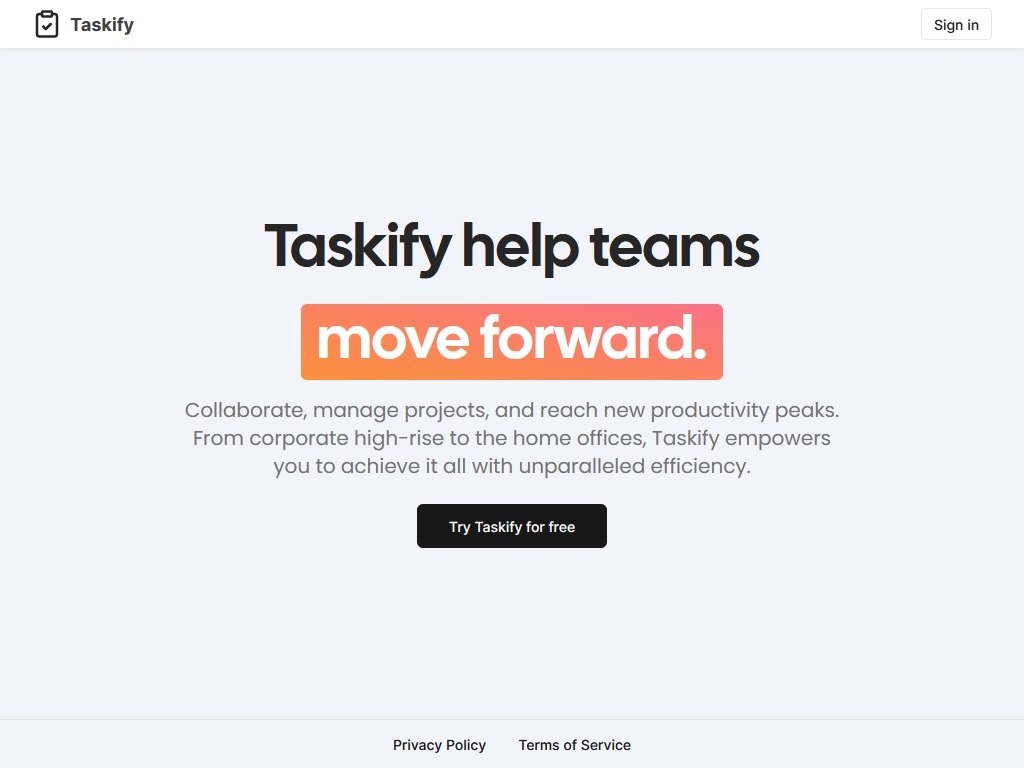 Taskify
Sign in
Taskify help teams
move forward.
Collaborate, manage projects, and reach new productivity peaks.
From corporate high-rise to the home offices, Taskify empowers
you to achieve it all with unparalleled efficiency.
Try Taskify for free
Privacy Policy
Terms of Service